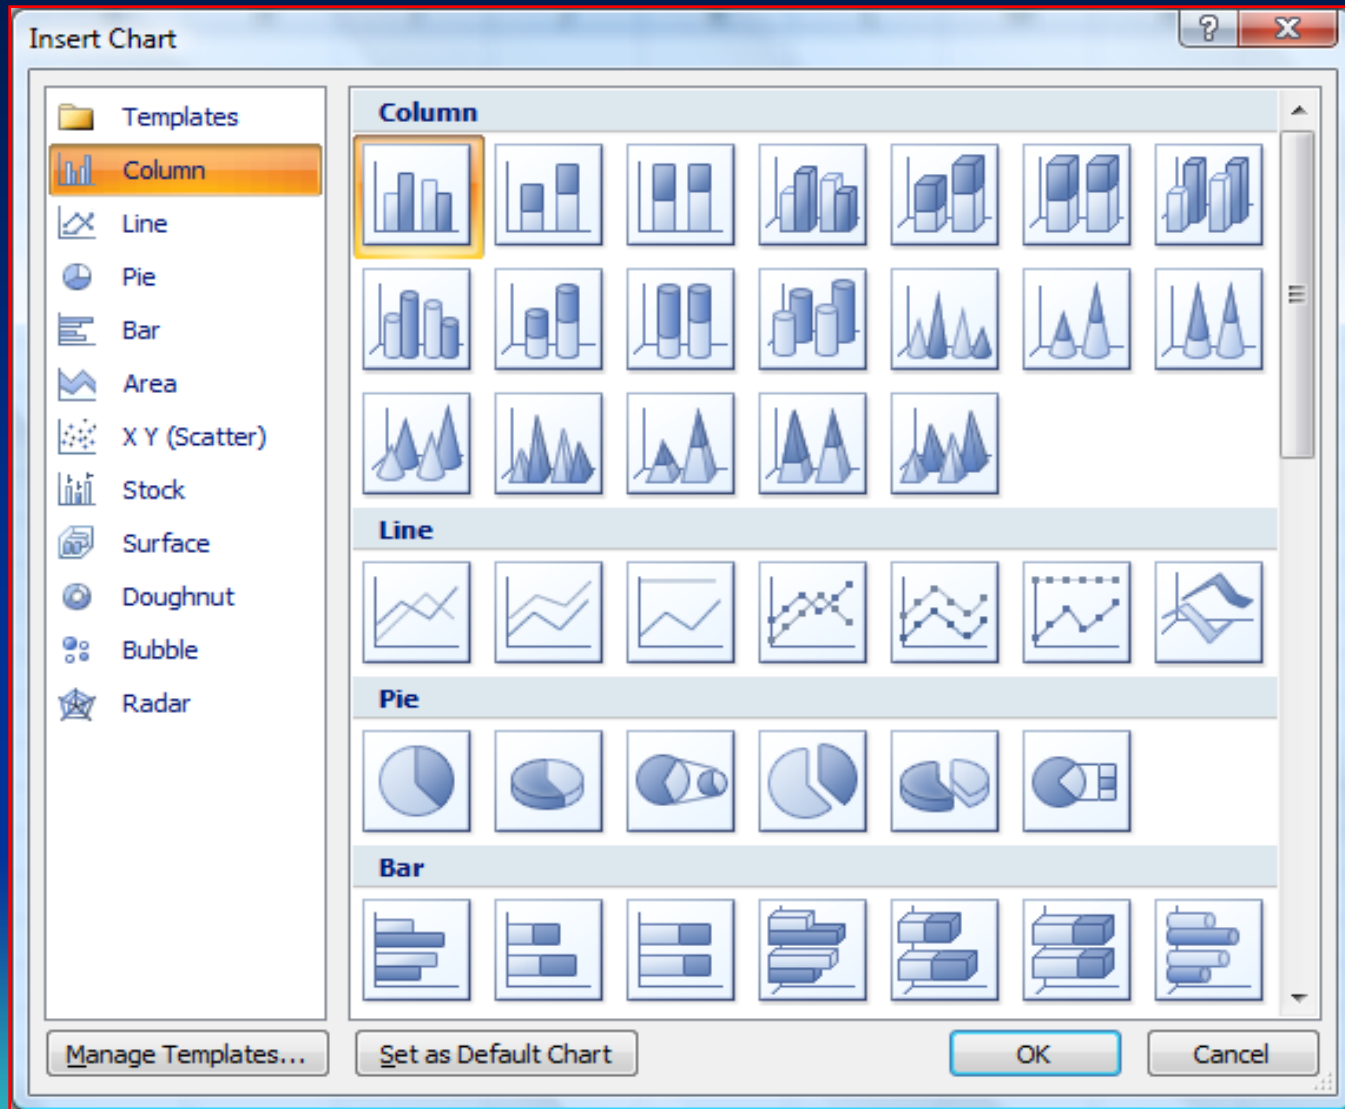 Insert Chart
?
Templates
Column
Line
Pie
Bar
Area
X Y (Scatter)
Stock
Surface
Doughnut
Bubble
Radar
Column
Line
Pie
Bar
Manage Templates...
Set as Default Chart
OK
Cancel